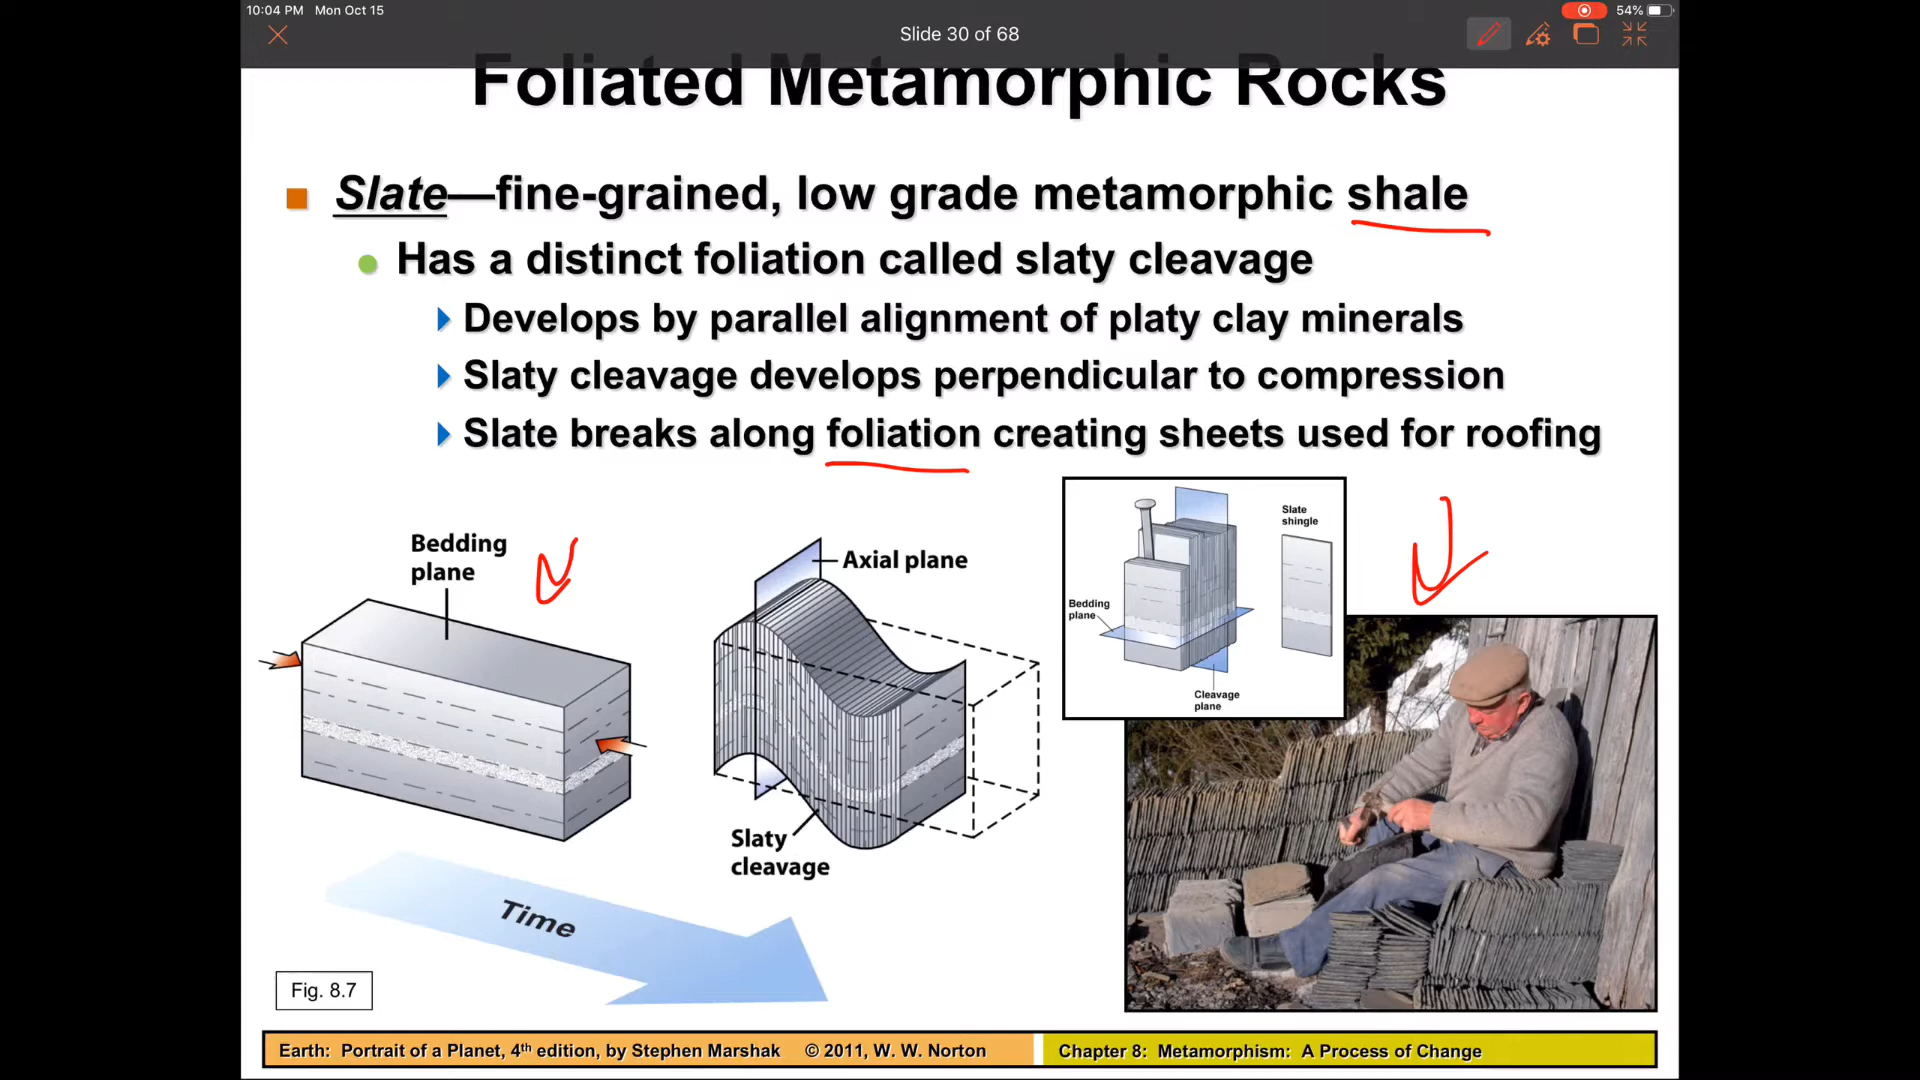 10:04 PM Mon Oct 15
54%
Slide 30 of 68
Foliated Metamorphic Rocks
Slate—fine-grained, low grade metamorphic shale
Has a distinct foliation called slaty cleavage
Develops by parallel alignment of platy clay minerals
Slaty cleavage develops perpendicular to compression
Slate breaks along foliation creating sheets used for roofing
Bedding
plane
Axial plane
Slaty
cleavage
Time
Slate
shingle
Bedding
plane
Cleavage
plane
Fig. 8.7
Earth: Portrait of a Planet, 4th edition, by Stephen Marshak © 2011, W. W. Norton
Chapter 8: Metamorphism: A Process of Change